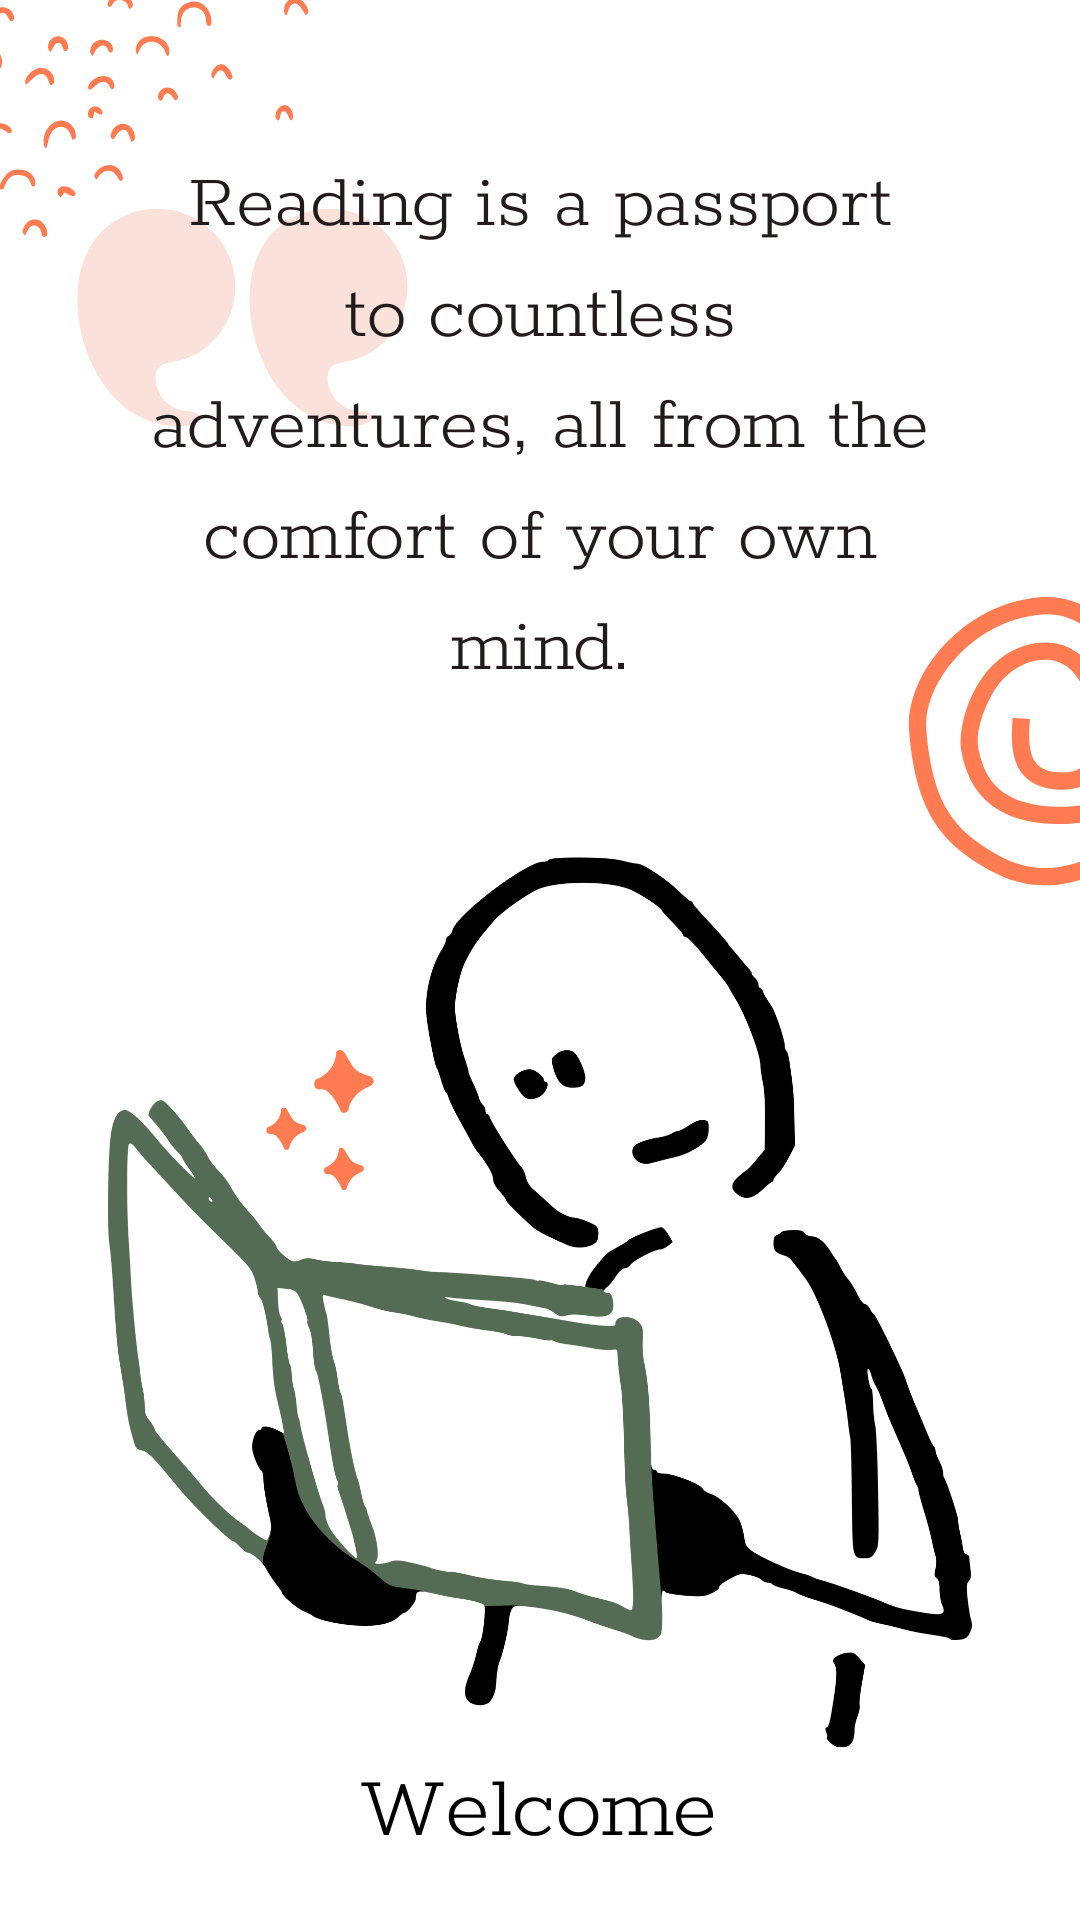 Reading is a passport
to countless
adventures, all from the
comfort of your own
mind.
Welcome